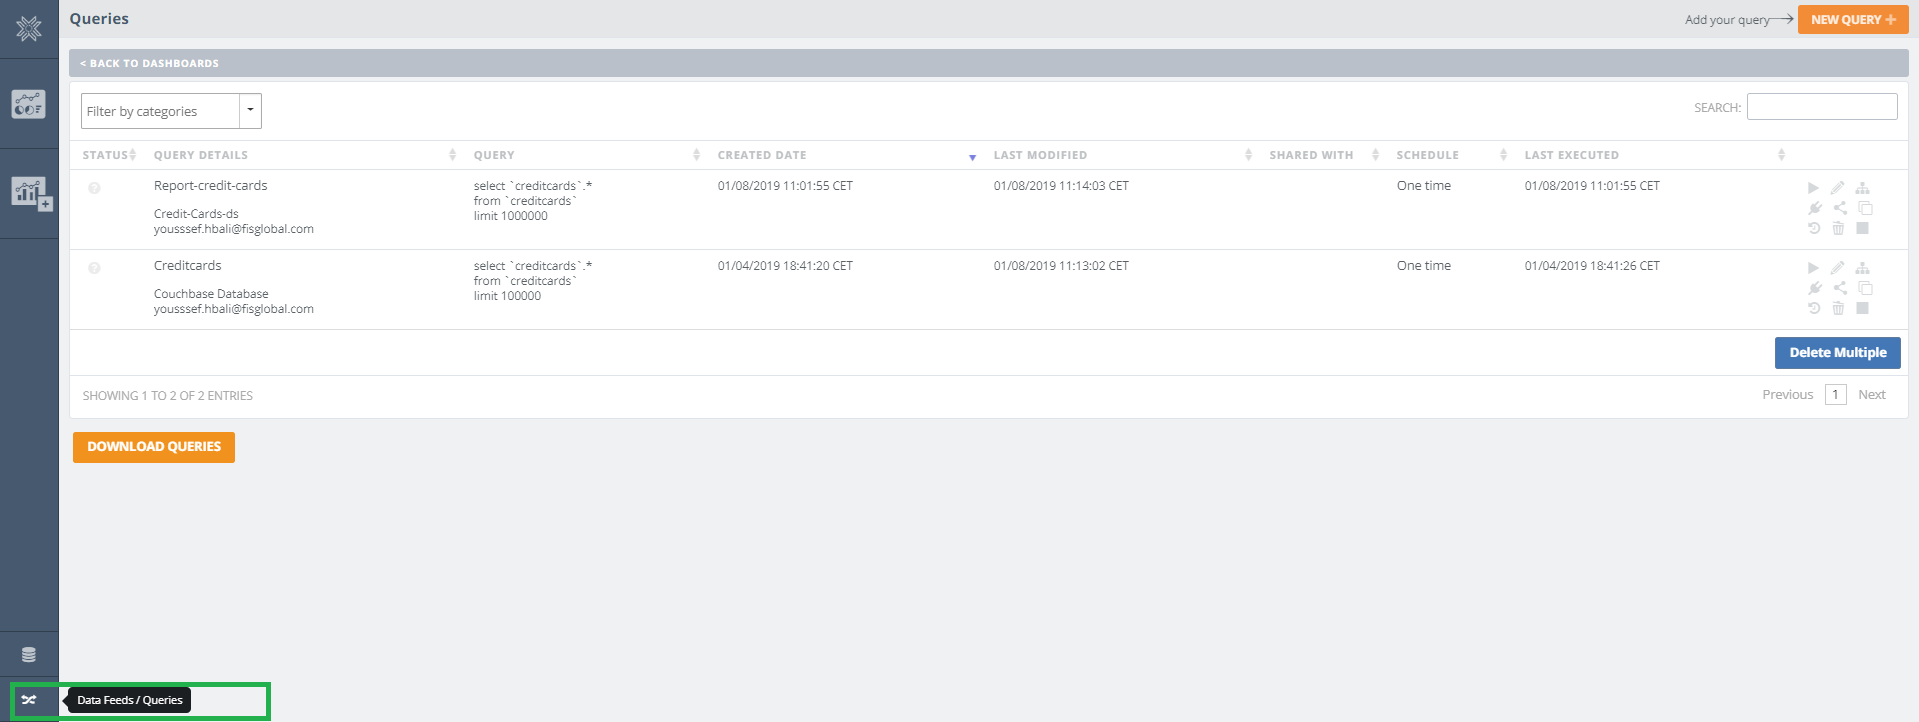 Queries
Add your query
NEW QUERY +
< BACK TO DASHBOARDS
Filter by categories
SEARCH:
STATUS QUERY DETAILS QUERY CREATED DATE LAST MODIFIED SHARED WITH SCHEDULE LAST EXECUTED
Report-credit-cards select `creditcards`.* 01/08/2019 11:01:55 CET 01/08/2019 11:14:03 CET One time 01/08/2019 11:01:55 CET
from `creditcards`
Credit-Cards-ds limit 1000000
yousssef.hbali@fisglobal.com
Creditcards select `creditcards`.* 01/04/2019 18:41:20 CET 01/08/2019 11:13:02 CET One time 01/04/2019 18:41:26 CET
from `creditcards`
Couchbase Database limit 100000
yousssef.hbali@fisglobal.com
Delete Multiple
SHOWING 1 TO 2 OF 2 ENTRIES
Previous 1 Next
DOWNLOAD QUERIES
Data Feeds / Queries